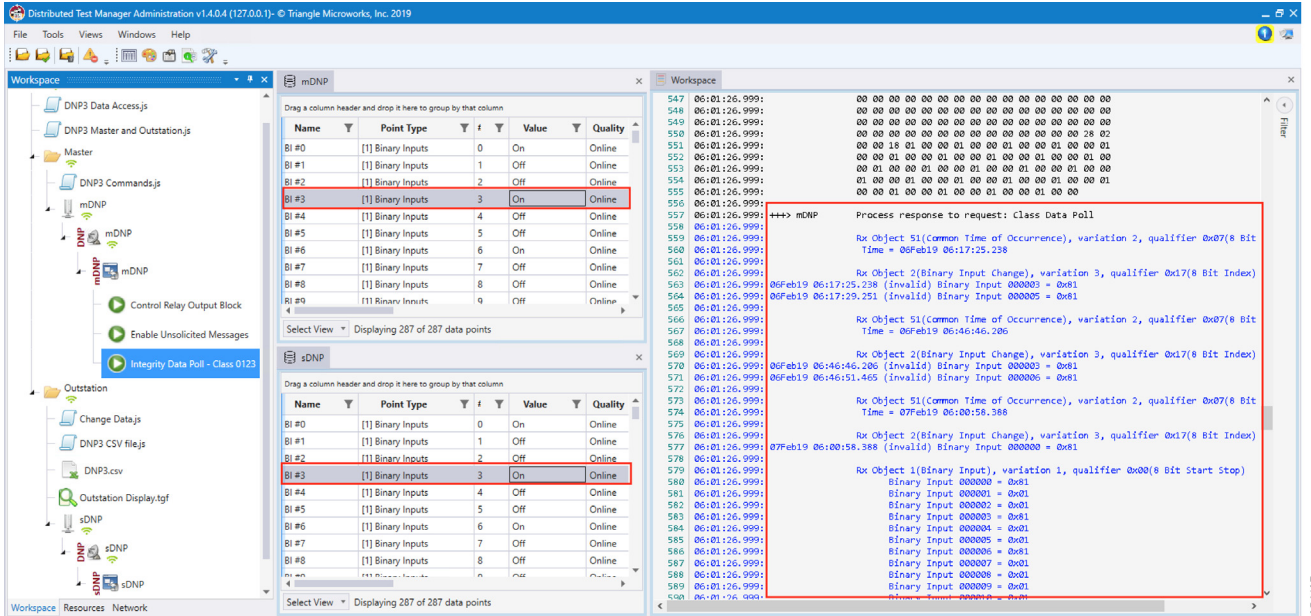 Distributed Test Manager Administration v1.4.0.4 (127.0.0.1)- © Triangle Microworks, Inc. 2019
File Tools Views Windows Help
Workspace
DNP3 Data Access.js
DNP3 Master and Outstation.js
Master
DNP3 Commands.js
mDNP
DNP mDNP
mDNP mDNP
Control Relay Output Block
Enable Unsolicited Messages
Integrity Data Poll - Class 0123
Outstation
Change Data.js
DNP3 CSV file.js
DNP3.csv
Outstation Display.tgf
sDNP
DNP sDNP
sDNP sDNP
Workspace Resources Network
mDNP
Drag a column header and drop it here to group by that column
Name Point Type Value Quality
BI #0 [1] Binary Inputs 0 On Online
BI #1 [1] Binary Inputs 1 Off Online
BI #2 [1] Binary Inputs 2 Off Online
BI #3 [1] Binary Inputs 3 On Online
BI #4 [1] Binary Inputs 4 Off Online
BI #5 [1] Binary Inputs 5 Off Online
BI #6 [1] Binary Inputs 6 On Online
BI #7 [1] Binary Inputs 7 Off Online
BI #8 [1] Binary Inputs 8 Off Online
BI #9 [1] Binary Inputs 9 Off Online
Select View Displaying 287 of 287 data points
sDNP
Drag a column header and drop it here to group by that column
Name Point Type Value Quality
BI #0 [1] Binary Inputs 0 On Online
BI #1 [1] Binary Inputs 1 Off Online
BI #2 [1] Binary Inputs 2 Off Online
BI #3 [1] Binary Inputs 3 On Online
BI #4 [1] Binary Inputs 4 Off Online
BI #5 [1] Binary Inputs 5 Off Online
BI #6 [1] Binary Inputs 6 On Online
BI #7 [1] Binary Inputs 7 Off Online
BI #8 [1] Binary Inputs 8 Off Online
Select View Displaying 287 of 287 data points
Workspace
Filter
547 06:01:26.999: 00 00 00 00 00 00 00 00 00 00 00 00 00 00 00 00
548 06:01:26.999: 00 00 00 00 00 00 00 00 00 00 00 00 00 00 00 00
549 06:01:26.999: 00 00 00 00 00 00 00 00 00 00 00 00 00 00 00 00
550 06:01:26.999: 00 00 00 00 00 00 00 00 00 00 00 00 00 00 28 02
551 06:01:26.999: 00 00 18 01 00 00 01 00 00 01 00 00 01 00 00 01
552 06:01:26.999: 00 00 01 00 00 01 00 00 01 00 00 01 00 00 01 00
553 06:01:26.999: 00 01 00 00 01 00 00 01 00 00 01 00 00 01 00 00
554 06:01:26.999: 01 00 00 01 00 00 01 00 00 01 00 00 01 00 00 01
555 06:01:26.999: 00 00 01 00 00 01 00 00 01 00 00 01 00 00
556 06:01:26.999:
557 06:01:26.999: +++> mDNP Process response to request: Class Data Poll
558 06:01:26.999:
559 06:01:26.999: Rx Object 51(Common Time of Occurrence), variation 2, qualifier 0x07(8 Bit
560 06:01:26.999: Time = 06Feb19 06:17:25.238
561 06:01:26.999:
562 06:01:26.999: Rx Object 2(Binary Input Change), variation 3, qualifier 0x17(8 Bit Index)
563 06:01:26.999: 06Feb19 06:17:25.238 (invalid) Binary Input 000003 = 0x81
564 06:01:26.999: 06Feb19 06:17:29.251 (invalid) Binary Input 000005 = 0x81
565 06:01:26.999:
566 06:01:26.999: Rx Object 51(Common Time of Occurrence), variation 2, qualifier 0x07(8 Bit
567 06:01:26.999: Time = 06Feb19 06:46:46.206
568 06:01:26.999:
569 06:01:26.999: Rx Object 2(Binary Input Change), variation 3, qualifier 0x17(8 Bit Index)
570 06:01:26.999: 06Feb19 06:46:46.206 (invalid) Binary Input 000003 = 0x81
571 06:01:26.999: 06Feb19 06:46:51.465 (invalid) Binary Input 000006 = 0x81
572 06:01:26.999:
573 06:01:26.999: Rx Object 51(Common Time of Occurrence), variation 2, qualifier 0x07(8 Bit
574 06:01:26.999: Time = 07Feb19 06:00:58.388
575 06:01:26.999:
576 06:01:26.999: Rx Object 2(Binary Input Change), variation 3, qualifier 0x17(8 Bit Index)
577 06:01:26.999: 07Feb19 06:00:58.388 (invalid) Binary Input 000000 = 0x81
578 06:01:26.999:
579 06:01:26.999: Rx Object 1(Binary Input), variation 1, qualifier 0x00(8 Bit Start Stop)
580 06:01:26.999: Binary Input 000000 = 0x81
581 06:01:26.999: Binary Input 000001 = 0x01
582 06:01:26.999: Binary Input 000002 = 0x01
583 06:01:26.999: Binary Input 000003 = 0x81
584 06:01:26.999: Binary Input 000004 = 0x01
585 06:01:26.999: Binary Input 000005 = 0x01
586 06:01:26.999: Binary Input 000006 = 0x81
587 06:01:26.999: Binary Input 000007 = 0x01
588 06:01:26.999: Binary Input 000008 = 0x01
589 06:01:26.999: Binary Input 000009 = 0x01
590 06:01:26.999: Binary Input 000010 = 0x01